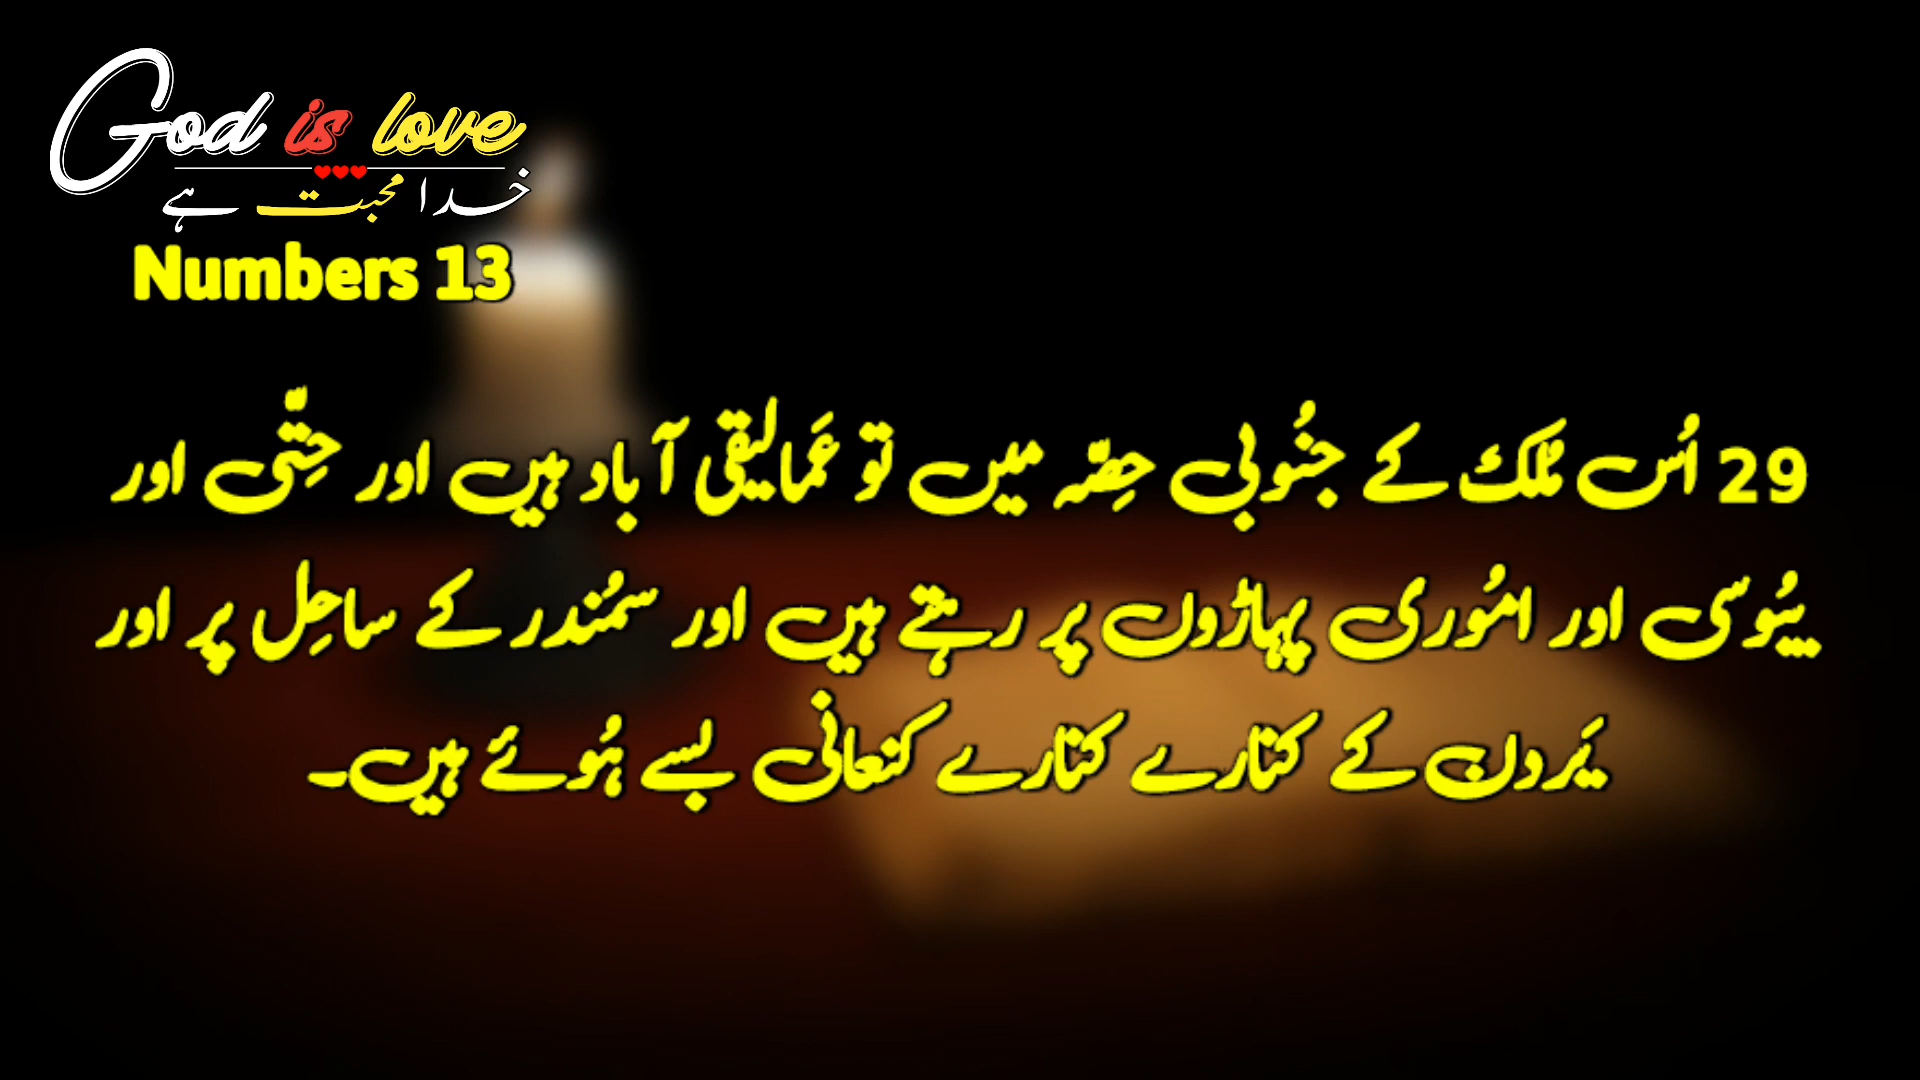 God is love
خدا محبت ہے
Numbers 13
29 اُس مُلک کے جنُوبی حِصّہ میں تو عَمالیقی آباد ہیں اور حِتّی اور
یبُوسی اور امُوری پہاڑوں پر رہتے ہیں اور سمُندر کے ساحِل پر اور
یَردن کے کنارے کنارے کنعانی بسے ہُوئے ہیں۔